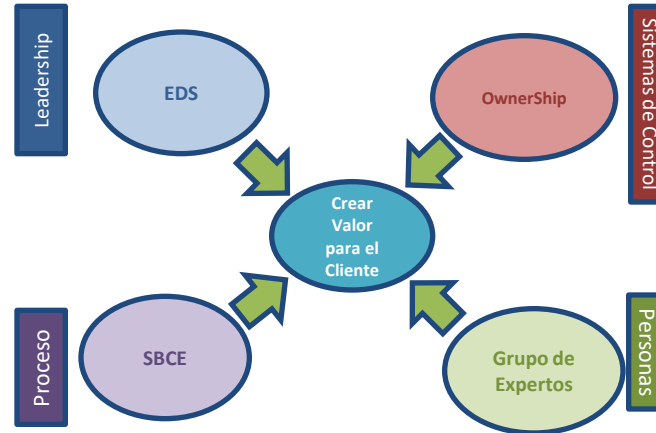 Leadership
EDS
OwnerShip
Sistemas de Control
Crear
Valor
para el
Cliente
Proceso
SBCE
Grupo de
Expertos
Personas